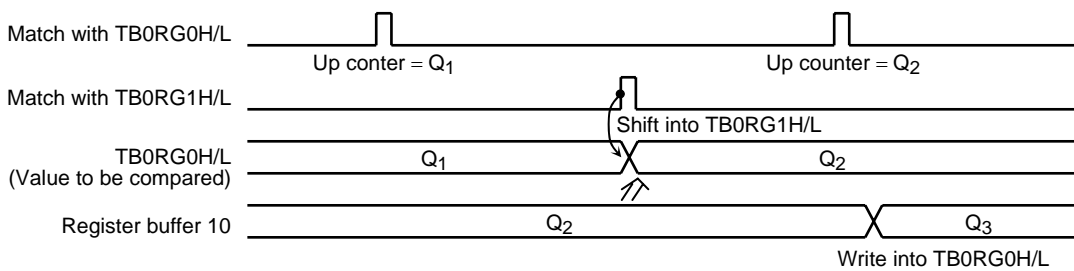 Match with TB0RG0H/L
Up conter = Q1
Up counter = Q2
Match with TB0RG1H/L
Shift into TB0RG1H/L
TB0RG0H/L
(Value to be compared)
Q1
Q2
Register buffer 10
Q2
Q3
Write into TB0RG0H/L